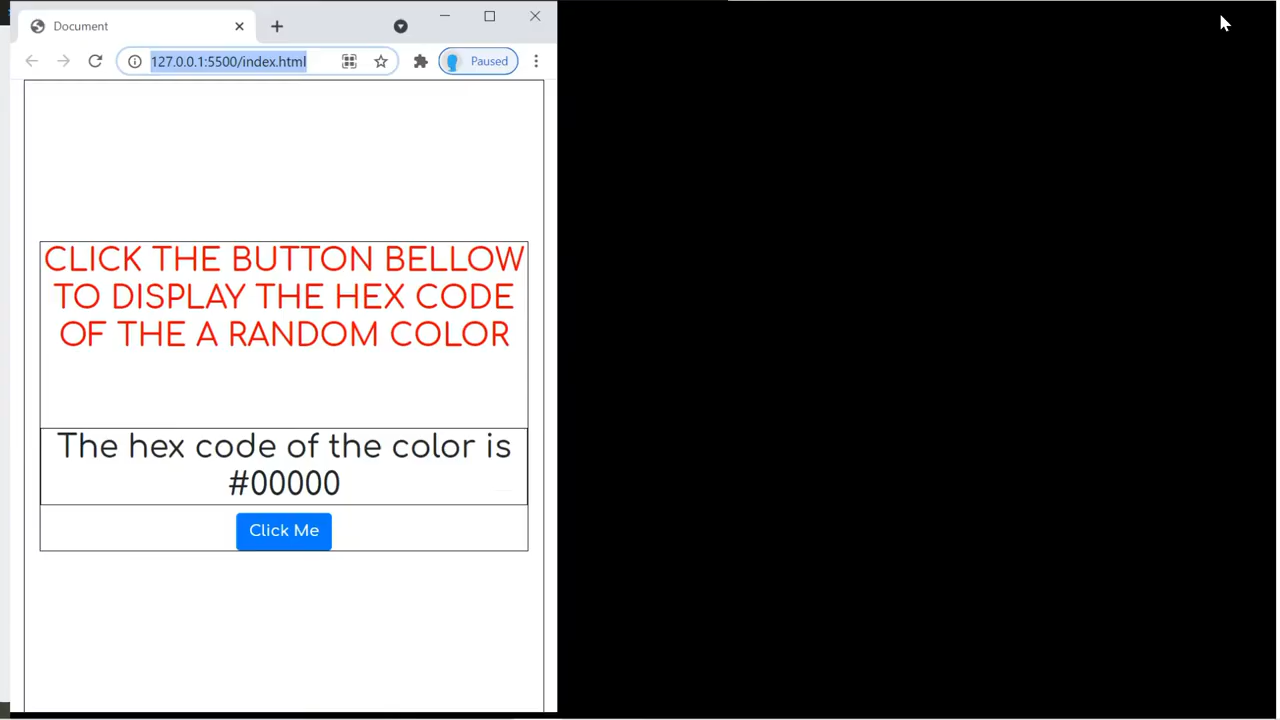 Document
127.0.0.1:5500/index.html
Paused
CLICK THE BUTTON BELLOW
TO DISPLAY THE HEX CODE
OF THE A RANDOM COLOR
The hex code of the color is
#00000
Click Me